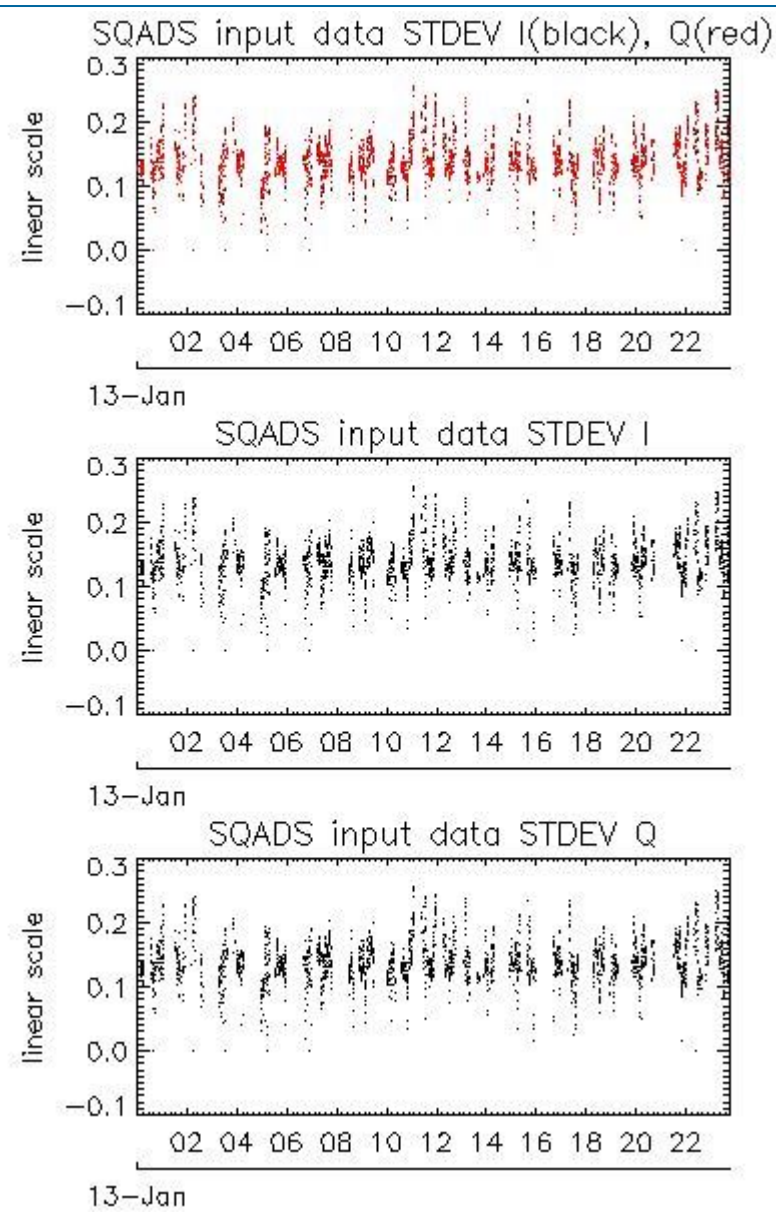 SQADS input data STDEV I(black), Q(red)
0.3
0.2
0.1
0.0
−0.1
linear scale
02 04 06 08 10 12 14 16 18 20 22
13−Jan
SQADS input data STDEV I
0.3
0.2
0.1
0.0
−0.1
linear scale
02 04 06 08 10 12 14 16 18 20 22
13−Jan
SQADS input data STDEV Q
0.3
0.2
0.1
0.0
−0.1
linear scale
02 04 06 08 10 12 14 16 18 20 22
13−Jan